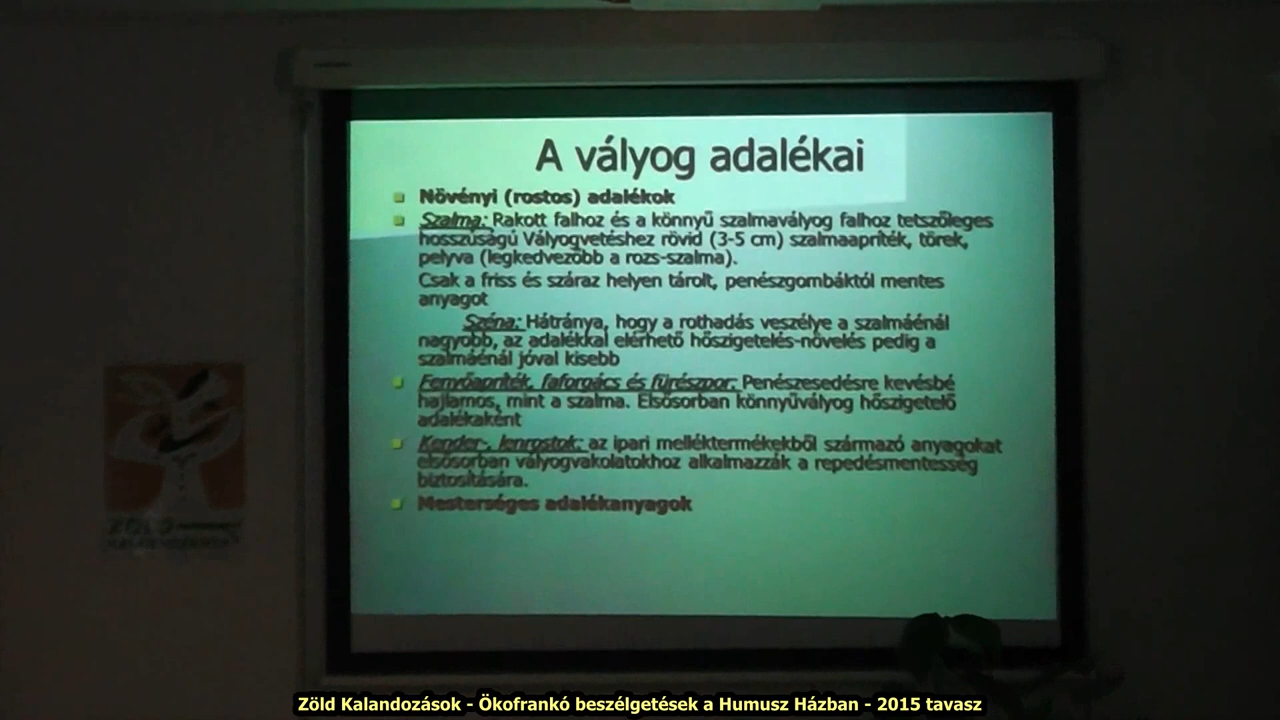 A vályog adalékai
Növényi (rostos) adalékok
Szalma: Rakott falhoz és a könnyű szalmavályog falhoz tetszőleges
hosszúságú Vályogvetéshez rövid (3-5 cm) szalmaapríték, törek,
pelyva (legkedvezőbb a rozs-szalma).
Csak a friss és száraz helyen tárolt, penészgombáktól mentes
anyagot
Széna: Hátránya, hogy a rothadás veszélye a szalmáénál
nagyobb, az adalékkal elérhető hőszigetelés-növelés pedig a
szalmáénál jóval kisebb
Fenyőapríték, faforgács és fűrészpor: Penészesedésre kevésbé
hajlamos, mint a szalma. Elsősorban könnyűvályog hőszigetelő
adalékaként
Kender-, lenrostok: az ipari melléktermékekből származó anyagokat
elsősorban vályogvakolatokhoz alkalmazzák a repedésmentesség
biztosítására.
Mesterséges adalékanyagok
ZÖLD
Zöld Kalandozások - Ökofrankó beszélgetések a Humusz Házban - 2015 tavasz